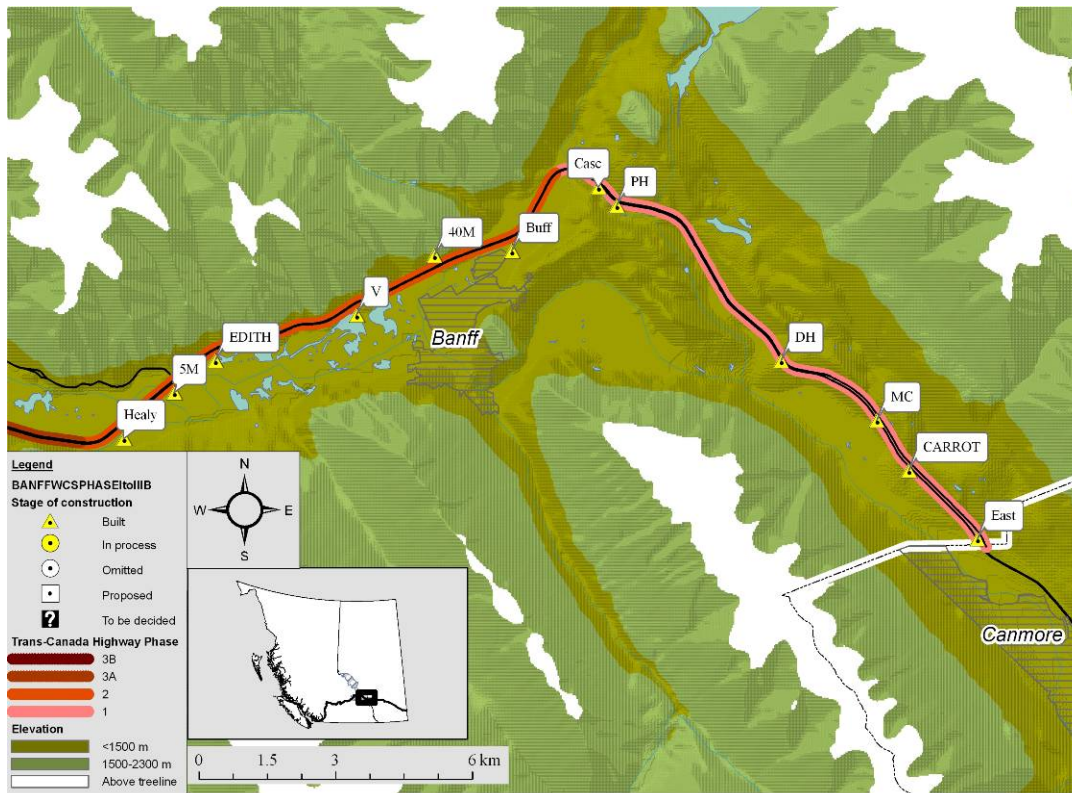 Casc
PH
40M
Buff
V
EDITH
Banff
5M
DH
Healy
MC
CARROT
East
Canmore
Legend
BANFFWCSPHASEItoIIIB
Stage of construction
Built
In process
Omitted
Proposed
? To be decided
Trans-Canada Highway Phase
3B
3A
2
1
Elevation
<1500 m
1500-2300 m
Above treeline
N
W E
S
0 1.5 3 6 km